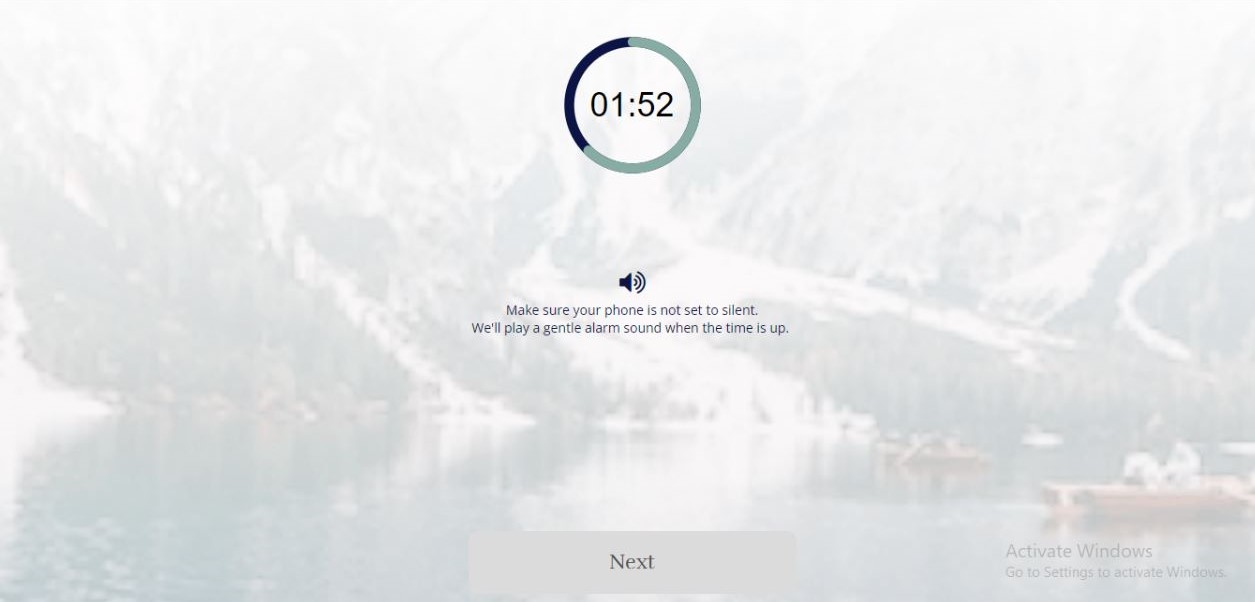 01:52
Make sure your phone is not set to silent.
We'll play a gentle alarm sound when the time is up.
Next
Activate Windows
Go to Settings to activate Windows.